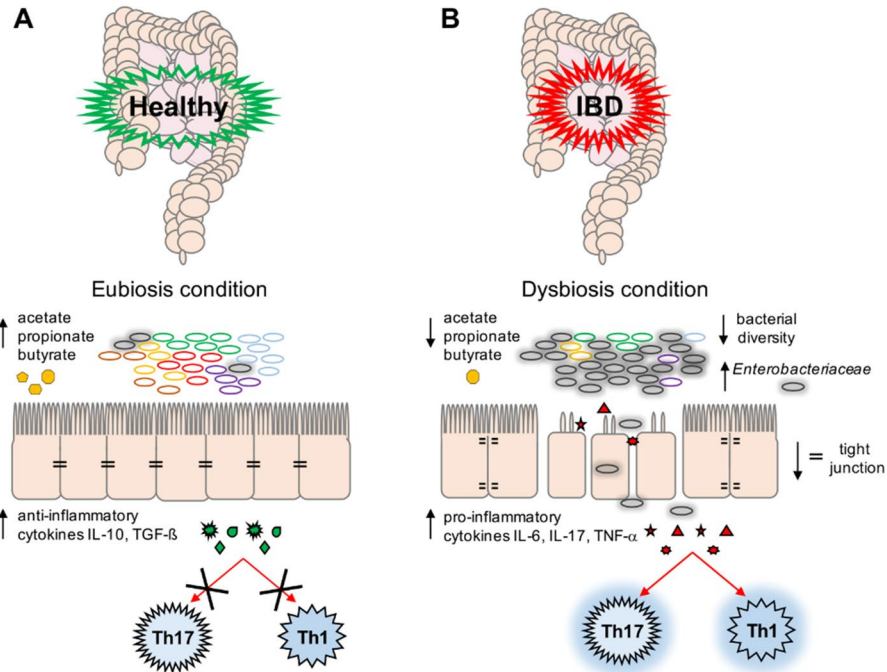 A
Healthy
Eubiosis condition
acetate
propionate
butyrate
anti-inflammatory
cytokines IL-10, TGF-ß
Th17
Th1
B
IBD
Dysbiosis condition
acetate
propionate
butyrate
bacterial
diversity
Enterobacteriaceae
= tight
junction
pro-inflammatory
cytokines IL-6, IL-17, TNF-α
Th17
Th1